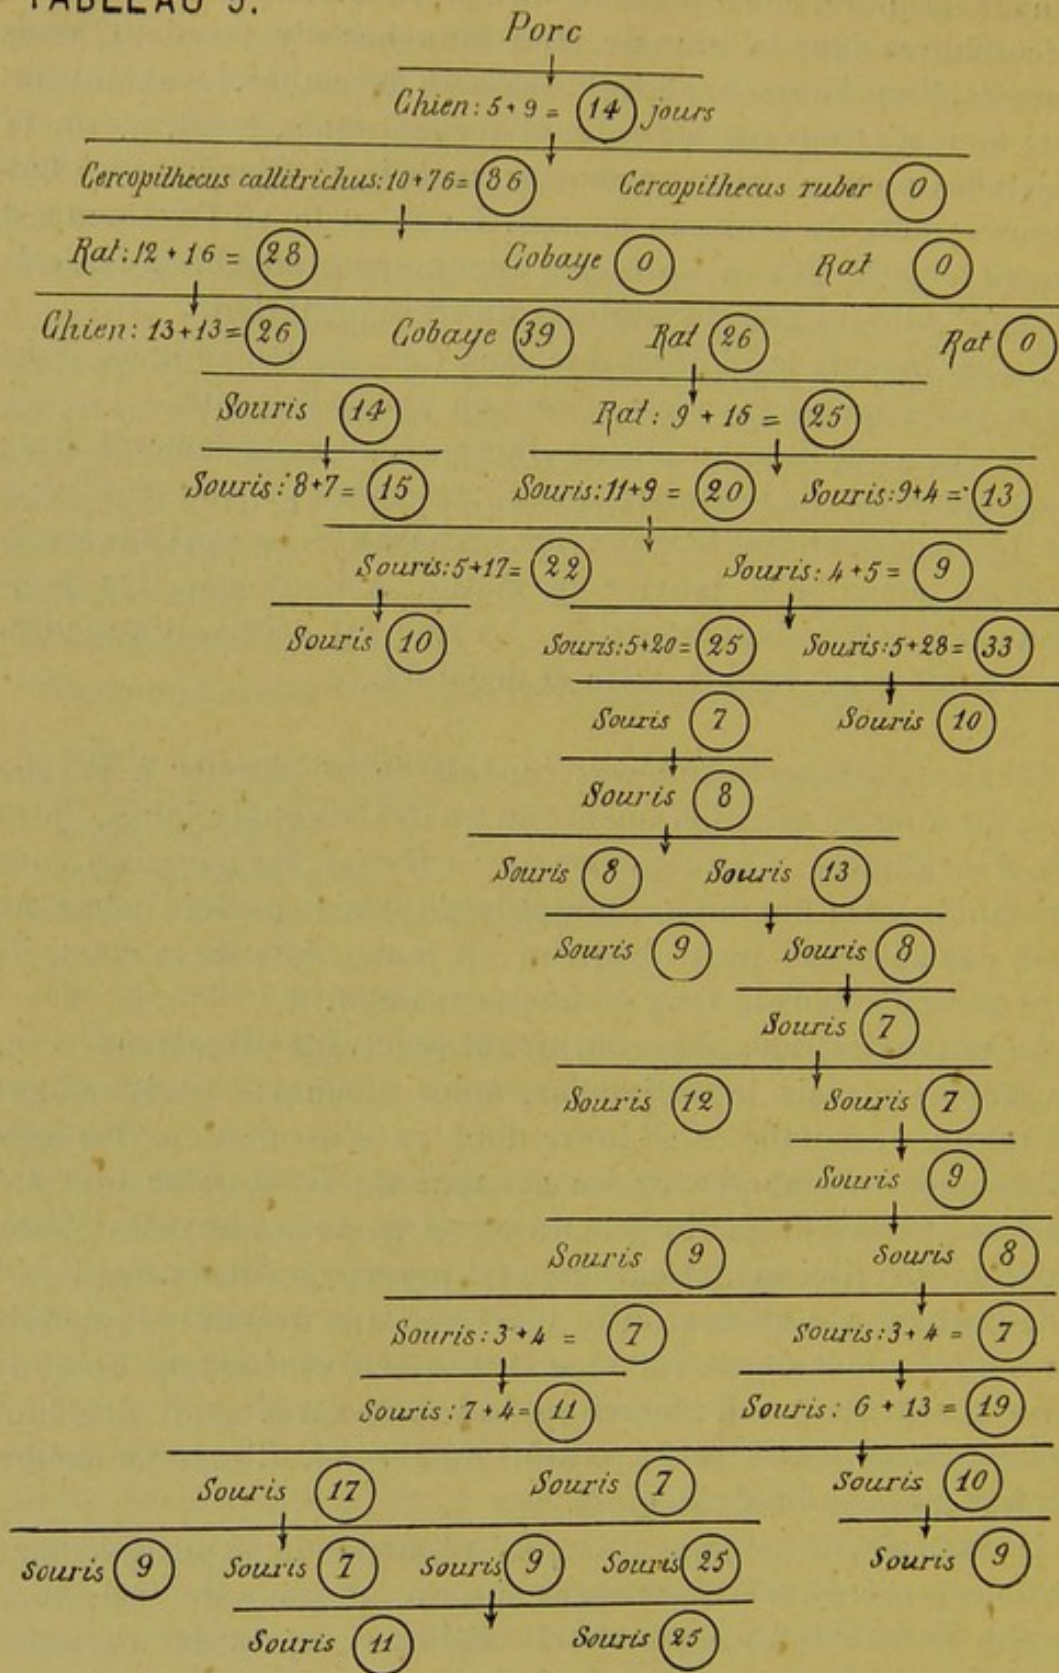 TABLEAU 9.
Porc
Chien: 5 + 9 = 14 jours
Cercopithecus callitrichus: 10 + 76 = 86 Cercopithecus ruber 0
Rat: 12 + 16 = 28 Cobaye 0 Rat 0
Chien: 13 + 13 = 26 Cobaye 39 Rat 26 Rat 0
Souris 14 Rat: 9 + 16 = 25
Souris: 8 + 7 = 15 Souris: 11 + 9 = 20 Souris: 9 + 4 = 13
Souris: 5 + 17 = 22 Souris: 4 + 5 = 9
Souris 10 Souris: 5 + 20 = 25 Souris: 5 + 28 = 33
Souris 7 Souris 10
Souris 8
Souris 8 Souris 13
Souris 9 Souris 8
Souris 7
Souris 12 Souris 7
Souris 9
Souris 9 Souris 8
Souris: 3 + 4 = 7 Souris: 3 + 4 = 7
Souris: 7 + 4 = 11 Souris: 6 + 13 = 19
Souris 17 Souris 7 Souris 10
Souris 9 Souris 7 Souris 9 Souris 25 Souris 9
Souris 11 Souris 25